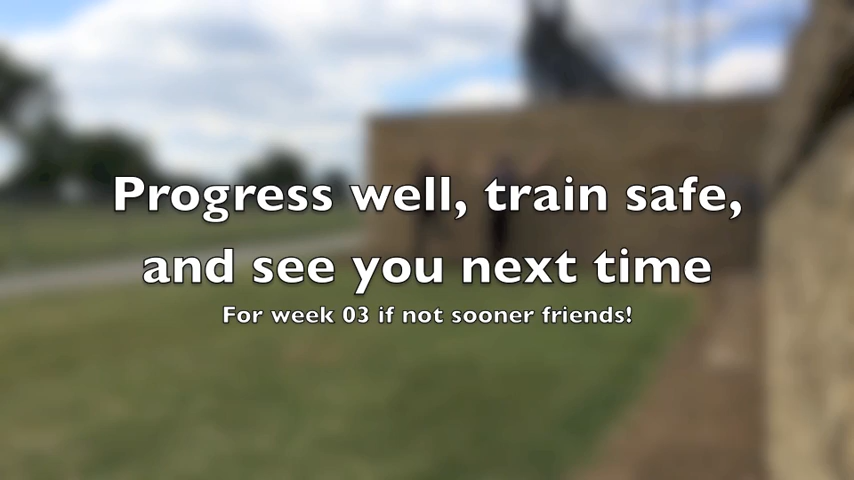 Progress well, train safe,
and see you next time
For week 03 if not sooner friends!